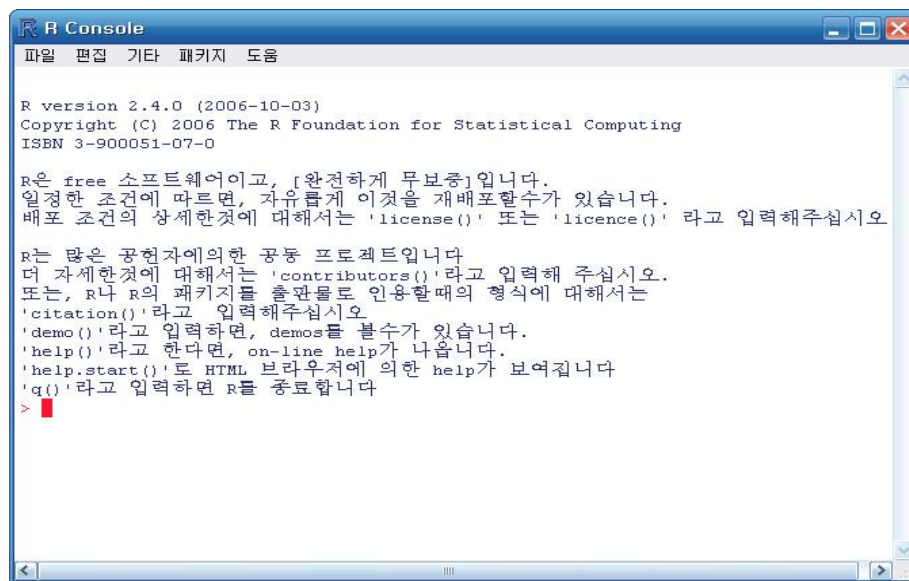 R Console
파일 편집 기타 패키지 도움
R version 2.4.0 (2006-10-03)
Copyright (C) 2006 The R Foundation for Statistical Computing
ISBN 3-900051-07-0
R은 free 소프트웨어이고, [완전하게 무보증]입니다.
일정한 조건에 따르면, 자유롭게 이것을 재배포할수가 있습니다.
배포 조건의 상세한것에 대해서는 'license()' 또는 'licence()' 라고 입력해주십시오
R는 많은 공헌자에의한 공동 프로젝트입니다
더 자세한것에 대해서는 'contributors()'라고 입력해 주십시오.
또는, R나 R의 패키지를 출판물로 인용할때의 형식에 대해서는
'citation()'라고 입력해주십시오
'demo()'라고 입력하면, demos를 볼수가 있습니다.
'help()'라고 한다면, on-line help가 나옵니다.
'help.start()'로 HTML 브라우저에 의한 help가 보여집니다
'q()'라고 입력하면 R를 종료합니다
>